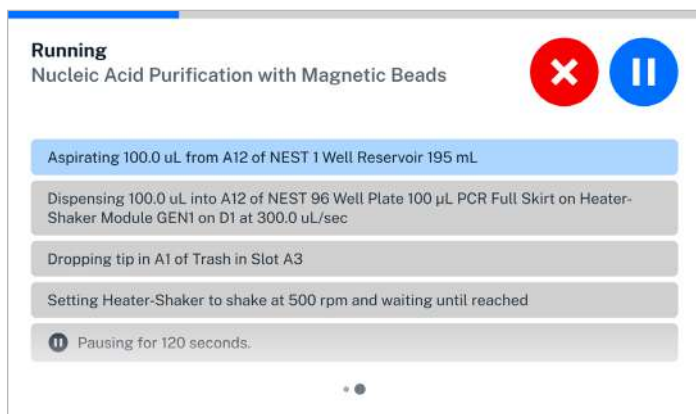 Running
Nucleic Acid Purification with Magnetic Beads
Aspirating 100.0 uL from A12 of NEST 1 Well Reservoir 195 mL
Dispensing 100.0 uL into A12 of NEST 96 Well Plate 100 µL PCR Full Skirt on Heater-
Shaker Module GEN1 on D1 at 300.0 uL/sec
Dropping tip in A1 of Trash in Slot A3
Setting Heater-Shaker to shake at 500 rpm and waiting until reached
Pausing for 120 seconds.